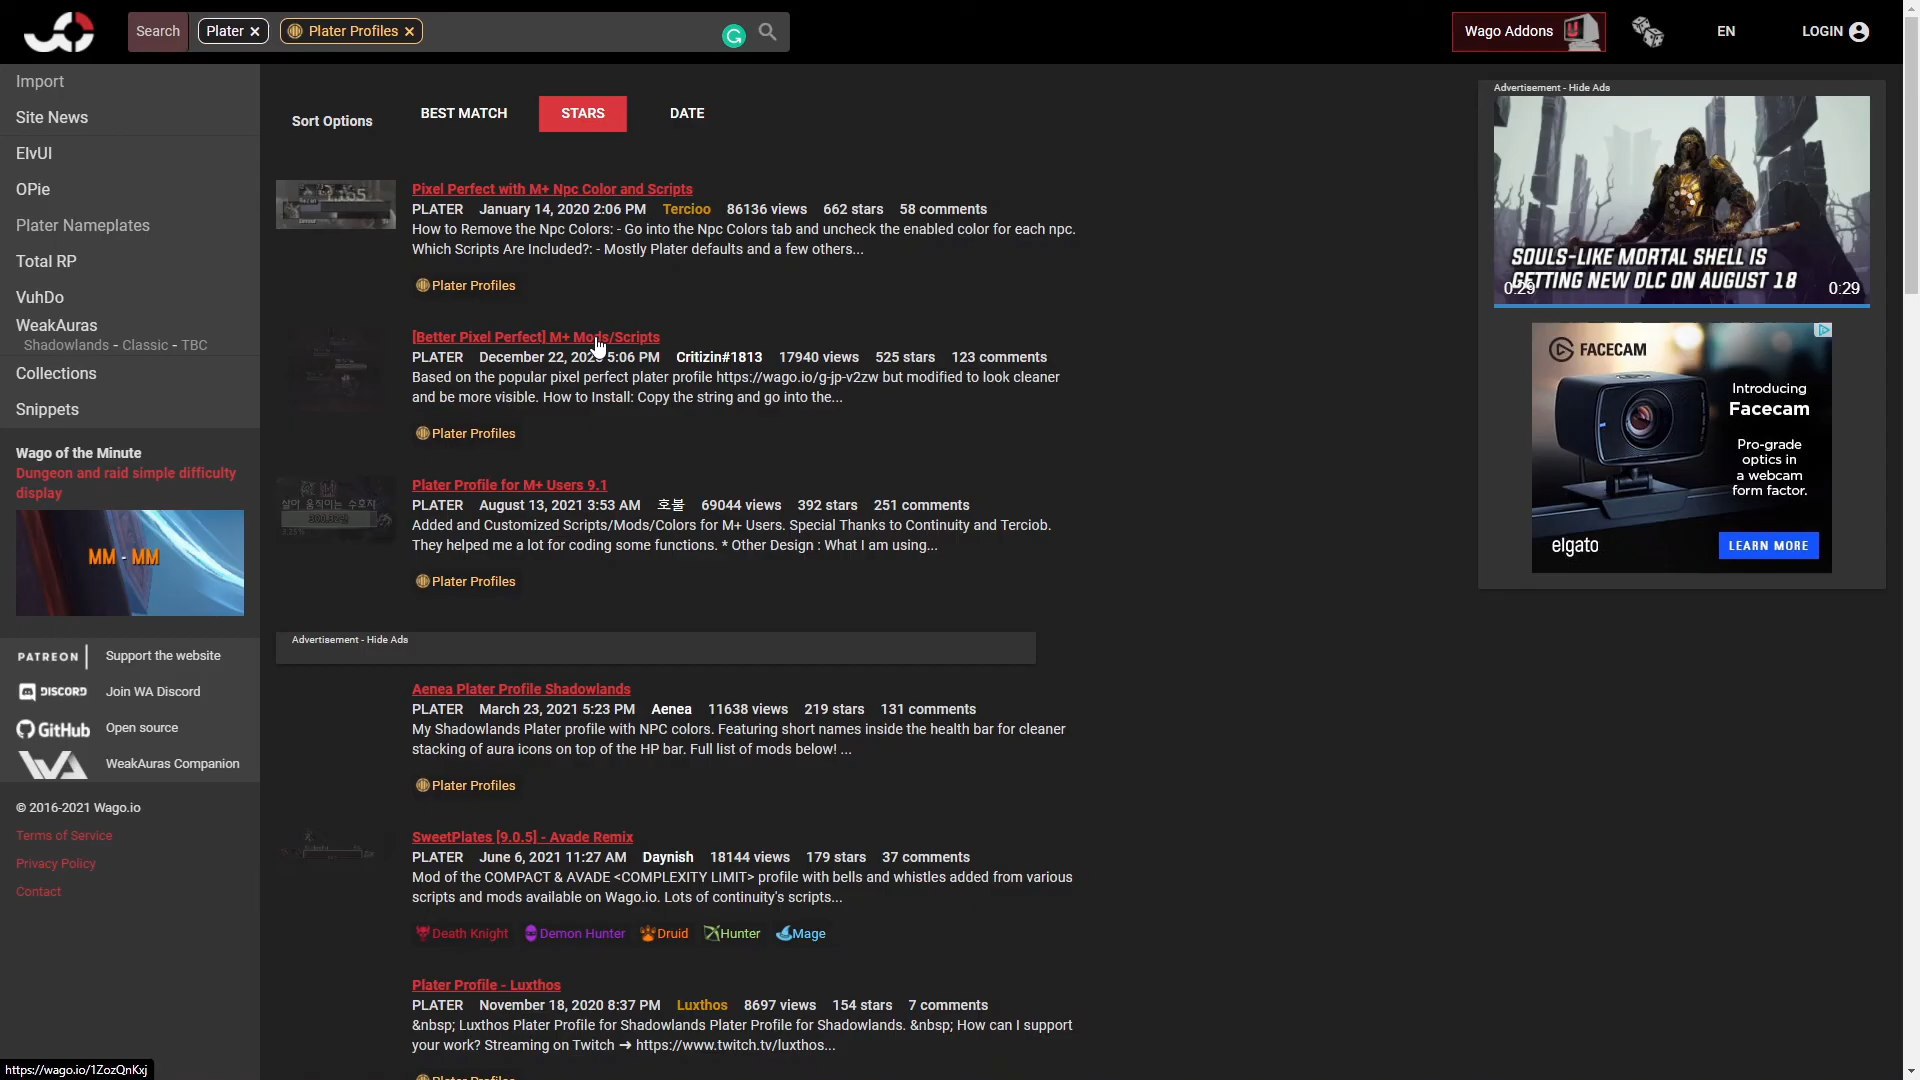 Search
Plater ×
Plater Profiles ×
Wago Addons
EN
LOGIN
Import
Site News
ElvUI
OPie
Plater Nameplates
Total RP
VuhDo
WeakAuras
Shadowlands - Classic - TBC
Collections
Snippets
Wago of the Minute
Dungeon and raid simple difficulty
display
MM - MM
PATREON Support the website
DISCORD Join WA Discord
GitHub Open source
WeakAuras Companion
© 2016-2021 Wago.io
Terms of Service
Privacy Policy
Contact
https://wago.io/1ZozQnKxj
Sort Options
BEST MATCH
STARS
DATE
Pixel Perfect with M+ Npc Color and Scripts
PLATER January 14, 2020 2:06 PM Tercioo 86136 views 662 stars 58 comments
How to Remove the Npc Colors: - Go into the Npc Colors tab and uncheck the enabled color for each npc.
Which Scripts Are Included?: - Mostly Plater defaults and a few others...
Plater Profiles
[Better Pixel Perfect] M+ Mods/Scripts
PLATER December 22, 2020 5:06 PM Critizin#1813 17940 views 525 stars 123 comments
Based on the popular pixel perfect plater profile https://wago.io/g-jp-v2zw but modified to look cleaner
and be more visible. How to Install: Copy the string and go into the...
Plater Profiles
Plater Profile for M+ Users 9.1
PLATER August 13, 2021 3:53 AM 호불 69044 views 392 stars 251 comments
Added and Customized Scripts/Mods/Colors for M+ Users. Special Thanks to Continuity and Terciob.
They helped me a lot for coding some functions. * Other Design : What I am using...
Plater Profiles
Advertisement - Hide Ads
Aenea Plater Profile Shadowlands
PLATER March 23, 2021 5:23 PM Aenea 11638 views 219 stars 131 comments
My Shadowlands Plater profile with NPC colors. Featuring short names inside the health bar for cleaner
stacking of aura icons on top of the HP bar. Full list of mods below! ...
Plater Profiles
SweetPlates [9.0.5] - Avade Remix
PLATER June 6, 2021 11:27 AM Daynish 18144 views 179 stars 37 comments
Mod of the COMPACT & AVADE <COMPLEXITY LIMIT> profile with bells and whistles added from various
scripts and mods available on Wago.io. Lots of continuity's scripts...
Death Knight Demon Hunter Druid Hunter Mage
Plater Profile - Luxthos
PLATER November 18, 2020 8:37 PM Luxthos 8697 views 154 stars 7 comments
&nbsp; Luxthos Plater Profile for Shadowlands Plater Profile for Shadowlands. &nbsp; How can I support
your work? Streaming on Twitch ➔ https://www.twitch.tv/luxthos...
Plater Profiles
Advertisement - Hide Ads
SOULS-LIKE MORTAL SHELL IS
GETTING NEW DLC ON AUGUST 18
0:29
0:29
FACECAM
Introducing
Facecam
Pro-grade
optics in
a webcam
form factor.
elgato
LEARN MORE